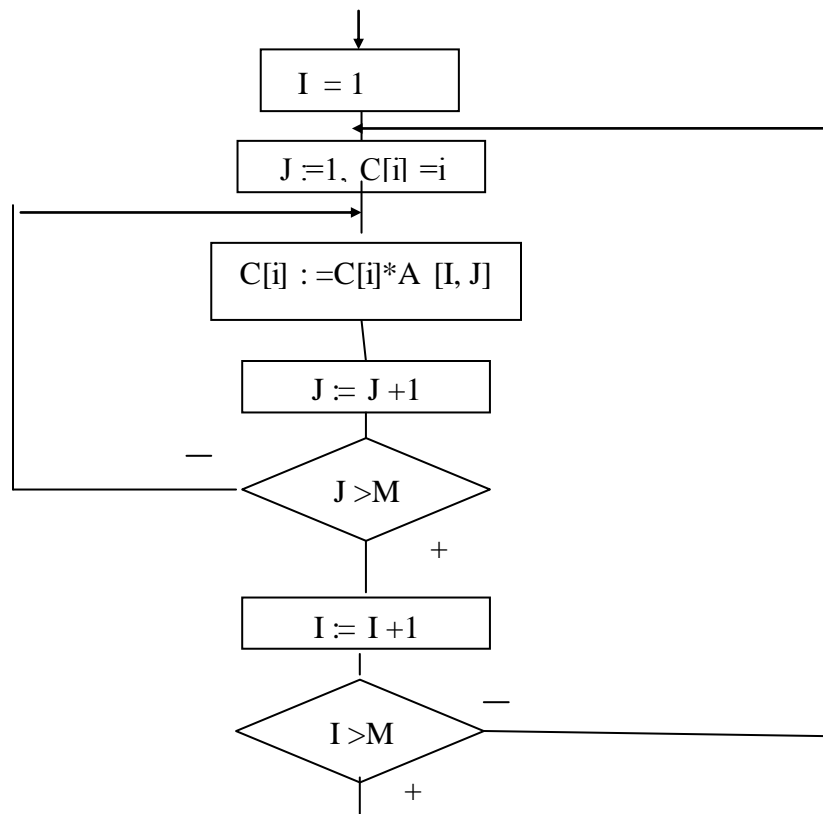 I = 1
J :=1, C[i] =i
C[i] : =C[i]*A [I, J]
J := J +1
—
J >M
+
I := I +1
—
I >M
+